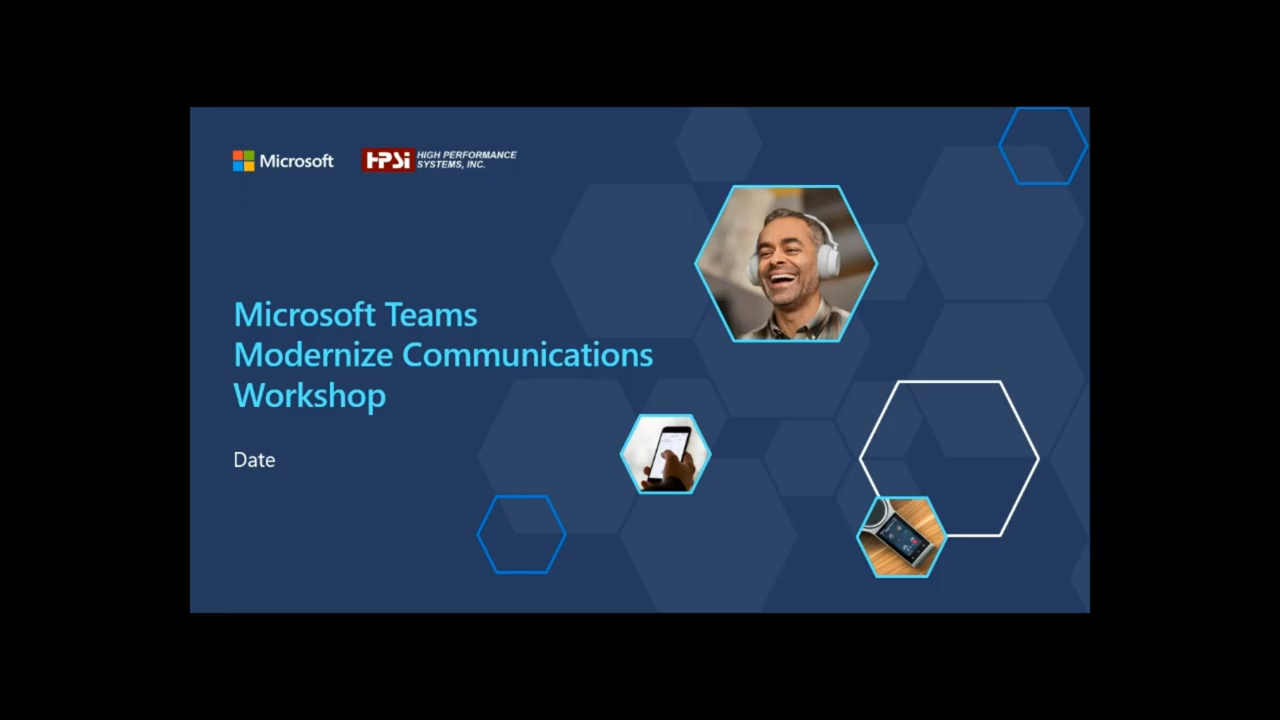 Microsoft
HPSi HIGH PERFORMANCE
SYSTEMS, INC.
Microsoft Teams
Modernize Communications
Workshop
Date